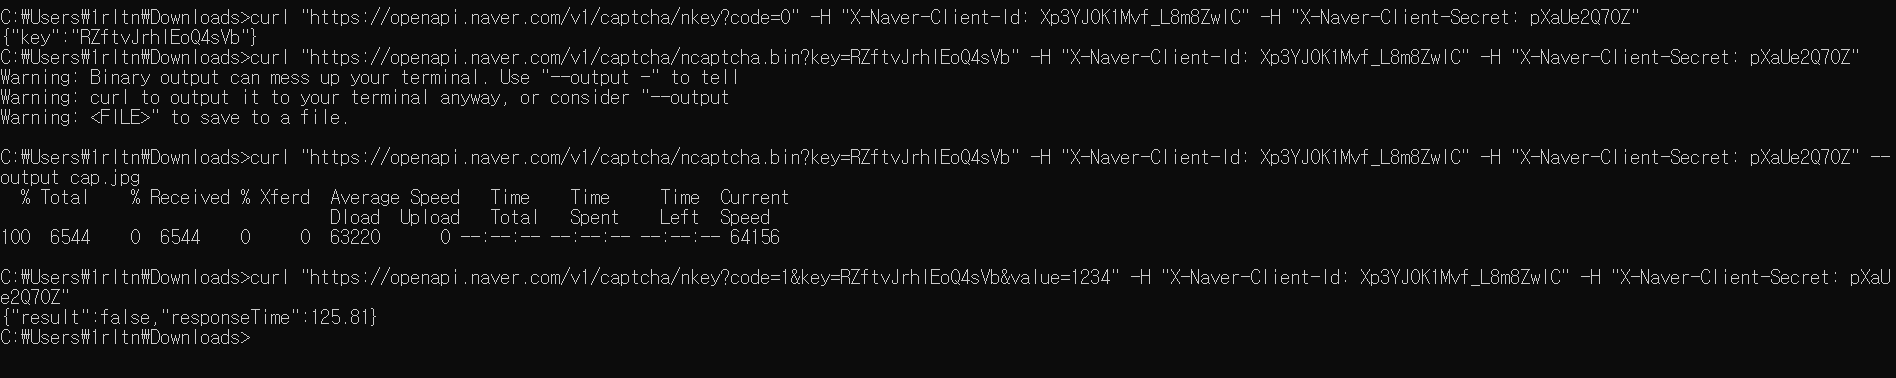 C:\Users\1rltn\Downloads>curl "https://openapi.naver.com/v1/captcha/nkey?code=0" -H "X-Naver-Client-Id: Xp3YJ0K1Mvf_L8m8ZwIC" -H "X-Naver-Client-Secret: pXaUe2Q70Z"
{"key":"RZftvJrhIEoQ4sVb"}
C:\Users\1rltn\Downloads>curl "https://openapi.naver.com/v1/captcha/ncaptcha.bin?key=RZftvJrhIEoQ4sVb" -H "X-Naver-Client-Id: Xp3YJ0K1Mvf_L8m8ZwIC" -H "X-Naver-Client-Secret: pXaUe2Q70Z"
Warning: Binary output can mess up your terminal. Use "--output -" to tell
Warning: curl to output it to your terminal anyway, or consider "--output
Warning: <FILE>" to save to a file.
C:\Users\1rltn\Downloads>curl "https://openapi.naver.com/v1/captcha/ncaptcha.bin?key=RZftvJrhIEoQ4sVb" -H "X-Naver-Client-Id: Xp3YJ0K1Mvf_L8m8ZwIC" -H "X-Naver-Client-Secret: pXaUe2Q70Z" --
output cap.jpg
% Total % Received % Xferd Average Speed Time Time Time Current
Dload Upload Total Spent Left Speed
100 6544 0 6544 0 0 63220 0 --:--:-- --:--:-- --:--:-- 64156
C:\Users\1rltn\Downloads>curl "https://openapi.naver.com/v1/captcha/nkey?code=1&key=RZftvJrhIEoQ4sVb&value=1234" -H "X-Naver-Client-Id: Xp3YJ0K1Mvf_L8m8ZwIC" -H "X-Naver-Client-Secret: pXaU
e2Q70Z"
{"result":false,"responseTime":125.81}
C:\Users\1rltn\Downloads>